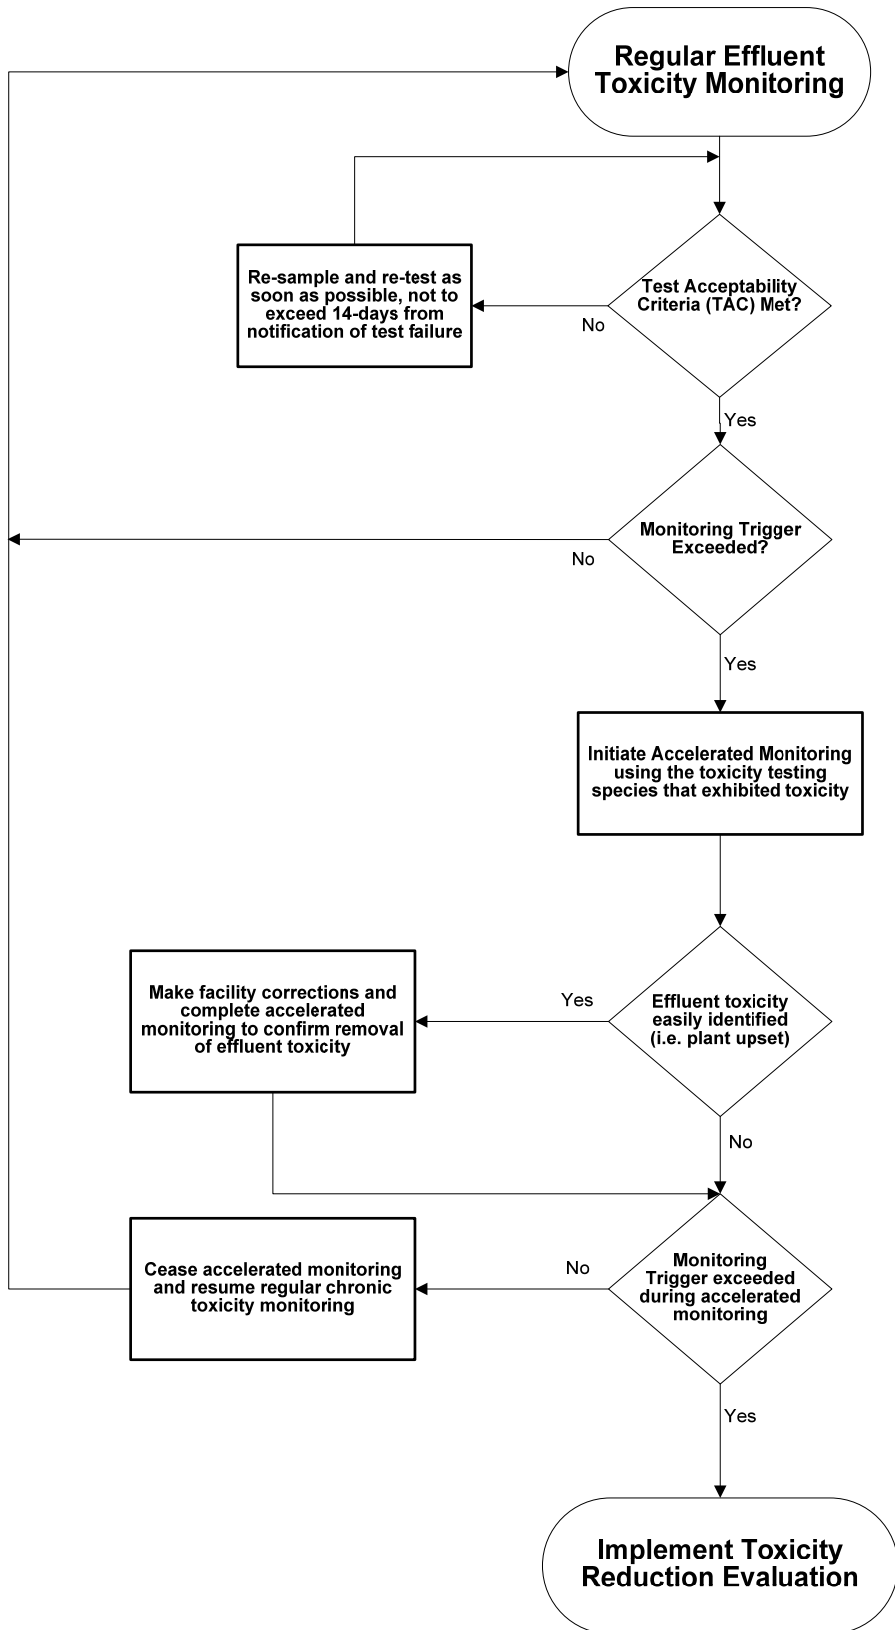 Regular Effluent
Toxicity Monitoring
Re-sample and re-test as
soon as possible, not to
exceed 14-days from
notification of test failure
Test Acceptability
Criteria (TAC) Met?
No
Yes
Monitoring Trigger
Exceeded?
No
Yes
Initiate Accelerated Monitoring
using the toxicity testing
species that exhibited toxicity
Make facility corrections and
complete accelerated
monitoring to confirm removal
of effluent toxicity
Yes
Effluent toxicity
easily identified
(i.e. plant upset)
No
Cease accelerated monitoring
and resume regular chronic
toxicity monitoring
No
Monitoring
Trigger exceeded
during accelerated
monitoring
Yes
Implement Toxicity
Reduction Evaluation